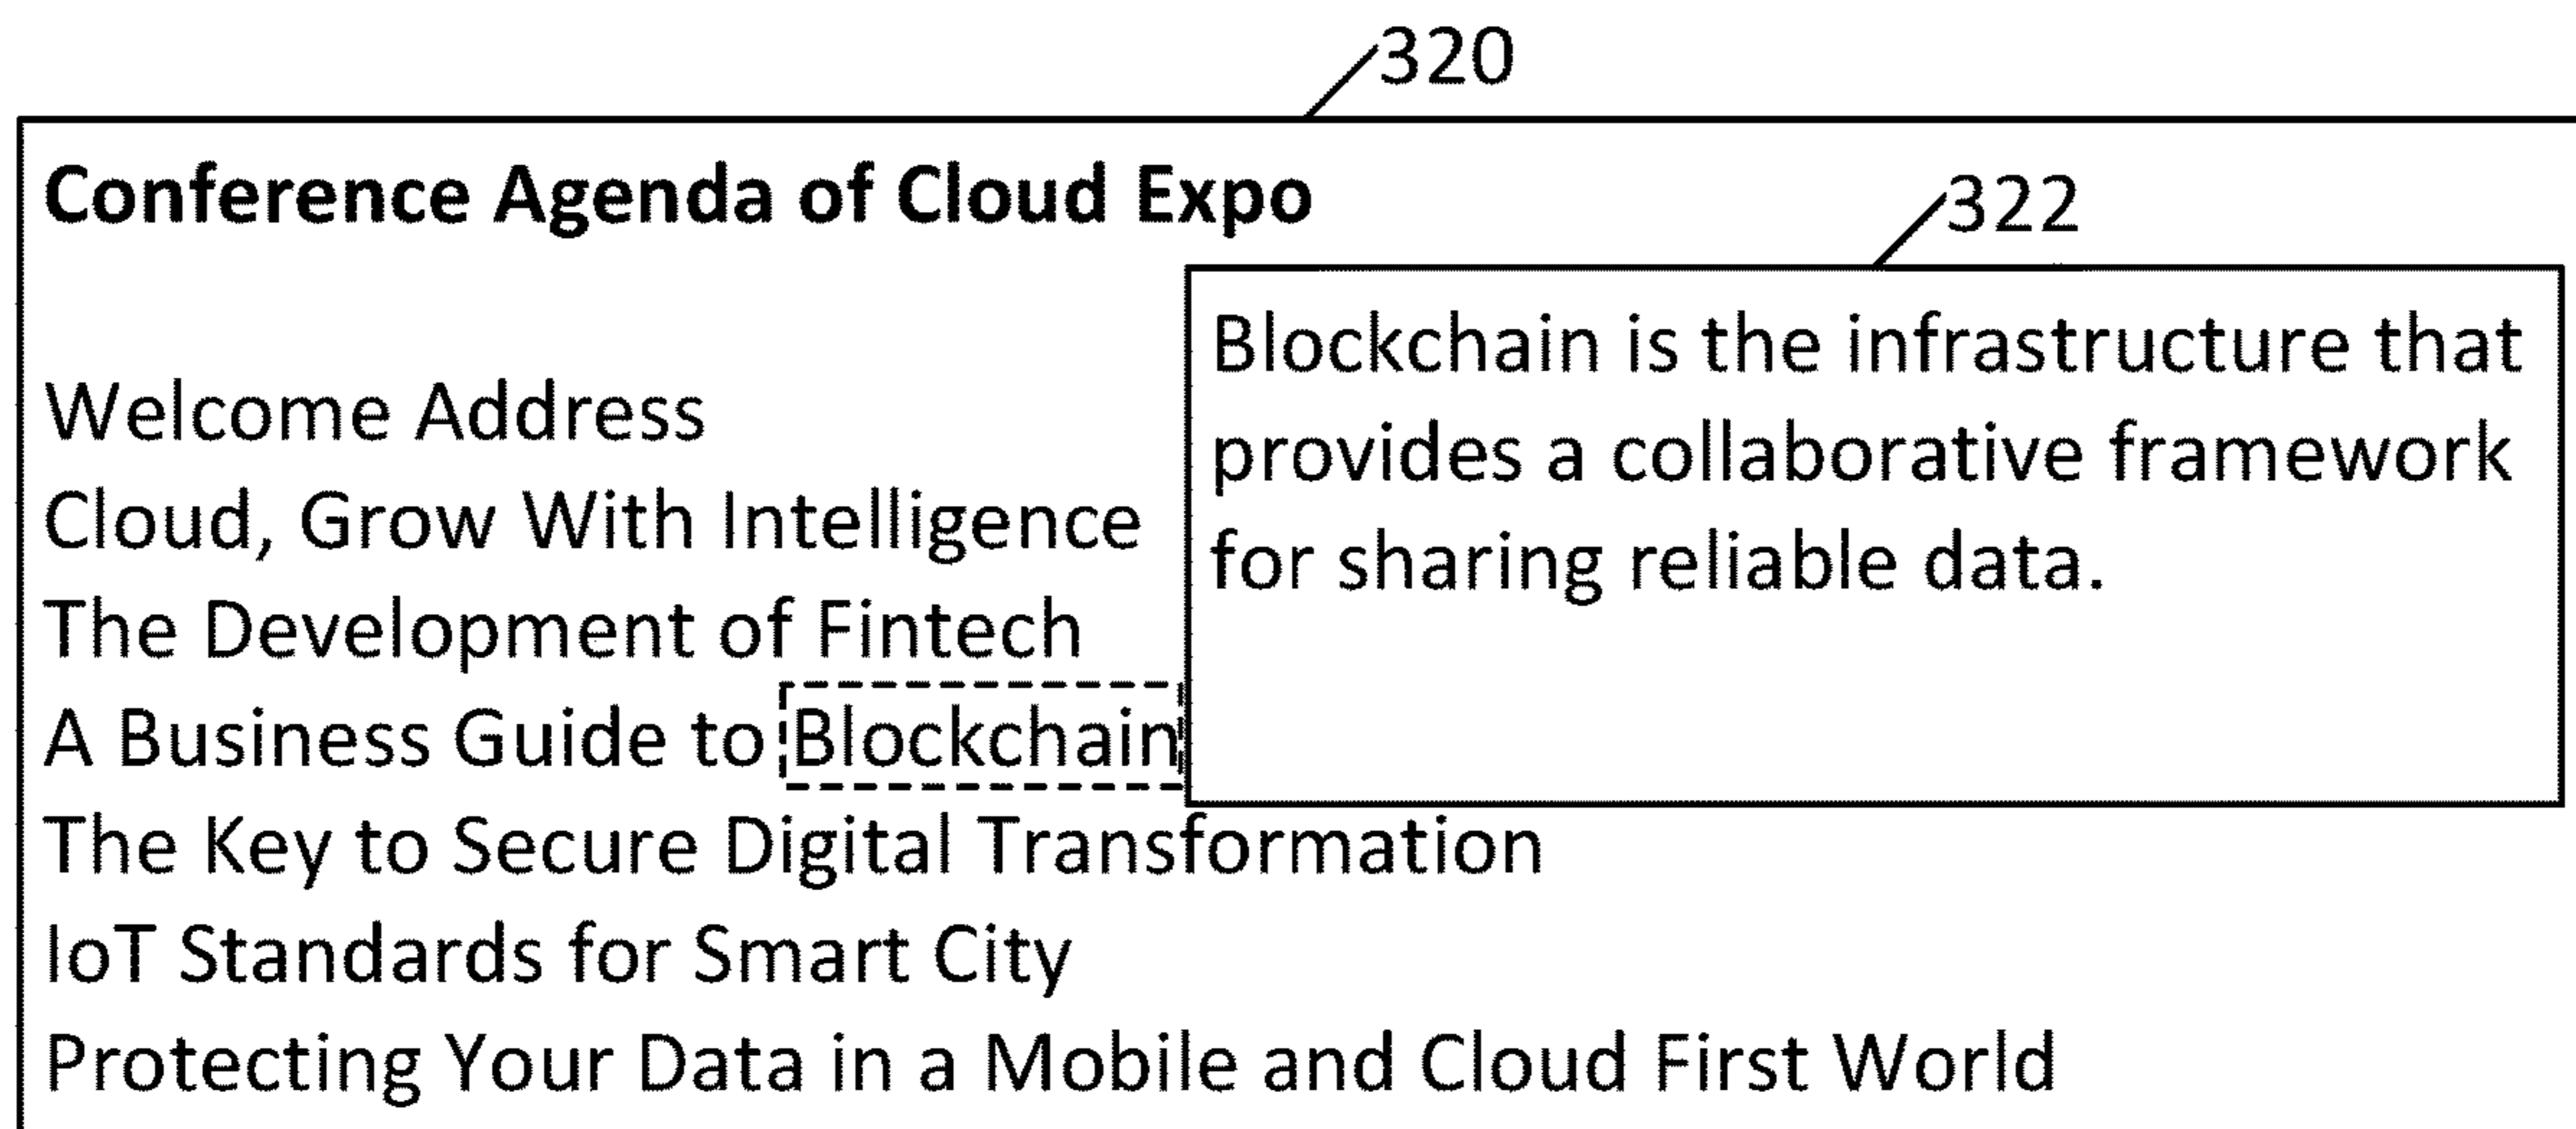 320
Conference Agenda of Cloud Expo
322
Blockchain is the infrastructure that
provides a collaborative framework
for sharing reliable data.
Welcome Address
Cloud, Grow With Intelligence
The Development of Fintech
A Business Guide to Blockchain
The Key to Secure Digital Transformation
IoT Standards for Smart City
Protecting Your Data in a Mobile and Cloud First World